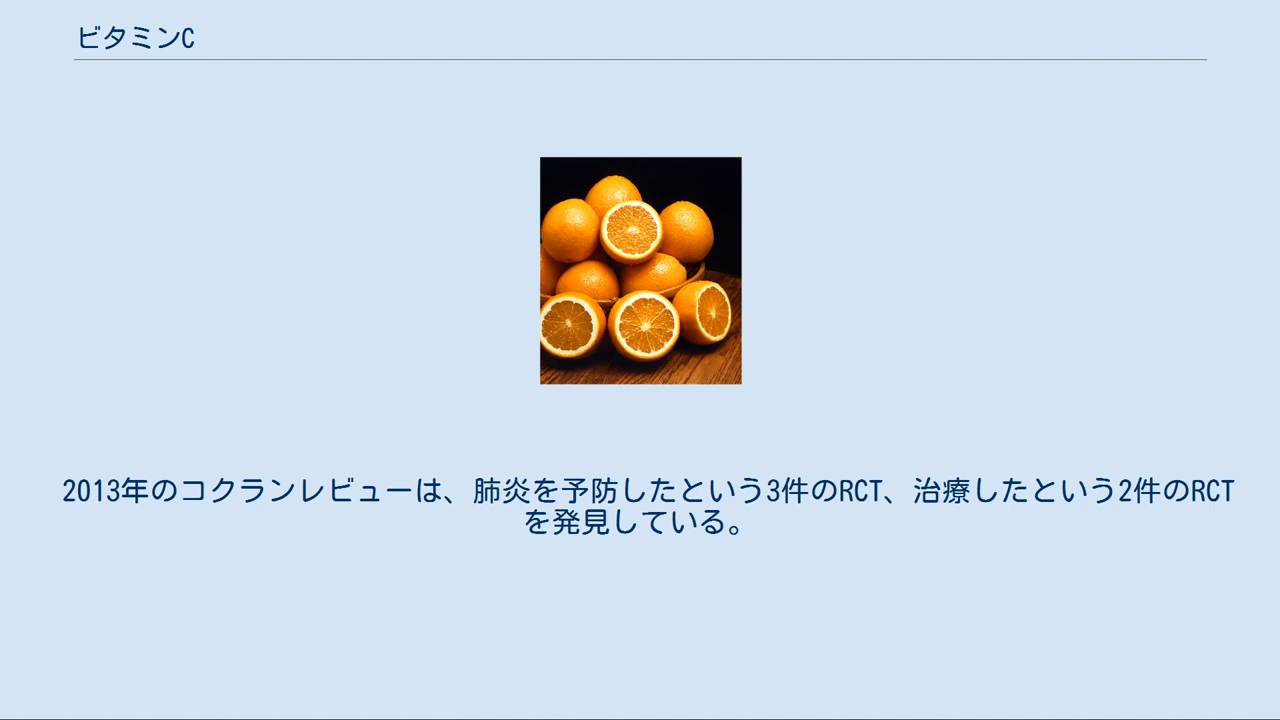 ビタミンC
2013年のコクランレビューは、肺炎を予防したという3件のRCT、治療したという2件のRCT
を発見している。